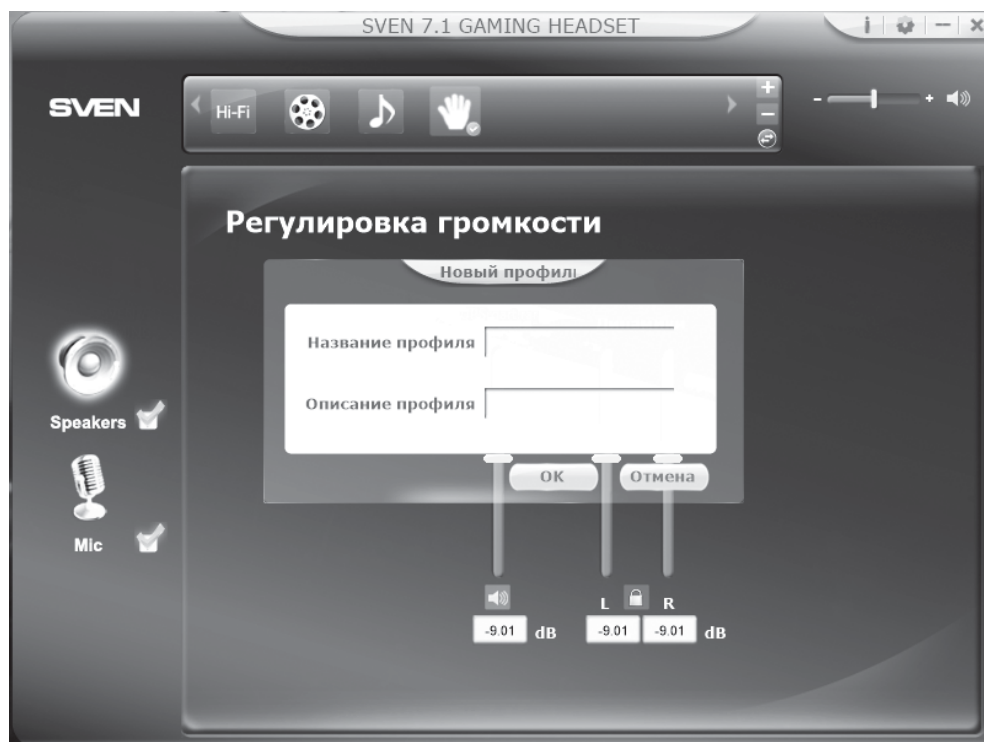 SVEN 7.1 GAMING HEADSET
SVEN
Hi-Fi
- +
Регулировка громкости
Новый профиль
Название профиля
Описание профиля
OK
Отмена
Speakers
Mic
L R
-9.01 dB -9.01 -9.01 dB